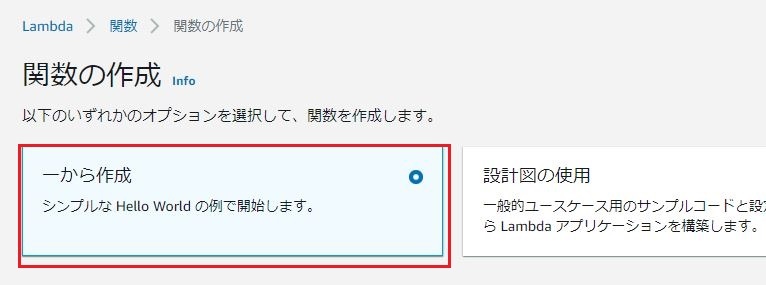 Lambda > 関数 > 関数の作成
関数の作成 Info
以下のいずれかのオプションを選択して、関数を作成します。
一から作成
シンプルな Hello World の例で開始します。
設計図の使用
一般的ユースケース用のサンプルコードと設定
ら Lambda アプリケーションを構築します。